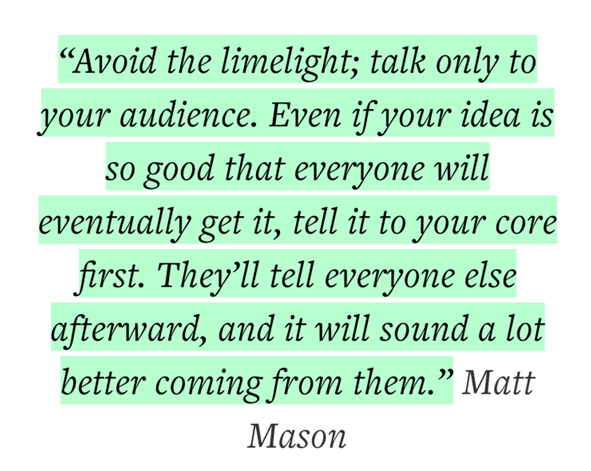 “Avoid the limelight; talk only to
your audience. Even if your idea is
so good that everyone will
eventually get it, tell it to your core
first. They’ll tell everyone else
afterward, and it will sound a lot
better coming from them.” Matt
Mason